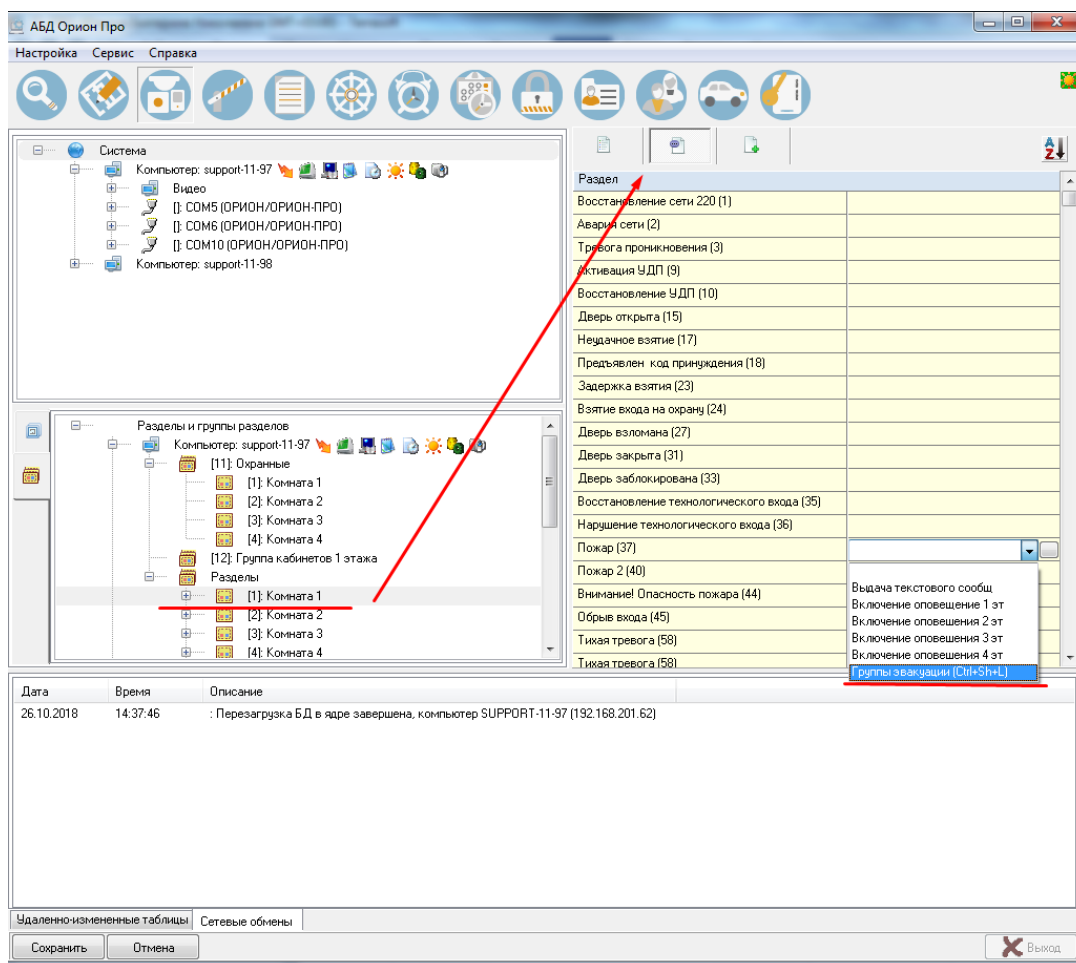 АБД Орион Про
Настройка Сервис Справка
Система
Компьютер: support-11-97
Видео
[]: COM5 (ОРИОН/ОРИОН-ПРО)
[]: COM6 (ОРИОН/ОРИОН-ПРО)
[]: COM10 (ОРИОН/ОРИОН-ПРО)
Компьютер: support-11-98
Разделы и группы разделов
Компьютер: support-11-97
[11]: Охранные
[1]: Комната 1
[2]: Комната 2
[3]: Комната 3
[4]: Комната 4
[12]: Группа кабинетов 1 этажа
Разделы
[1]: Комната 1
[2]: Комната 2
[3]: Комната 3
[4]: Комната 4
Раздел
Восстановление сети 220 (1)
Авария сети (2)
Тревога проникновения (3)
Активация УДП (9)
Восстановление УДП (10)
Дверь открыта (15)
Неудачное взятие (17)
Предъявлен код принуждения (18)
Задержка взятия (23)
Взятие входа на охрану (24)
Дверь взломана (27)
Дверь закрыта (31)
Дверь заблокирована (33)
Восстановление технологического входа (35)
Нарушение технологического входа (36)
Пожар (37)
Пожар 2 (40)
Внимание! Опасность пожара (44)
Обрыв входа (45)
Тихая тревога (58)
Тихая тревога (58)
Выдача текстового сообщ
Включение оповещение 1 эт
Включение оповещения 2 эт
Включение оповещения 3 эт
Включение оповещения 4 эт
Группы эвакуации (Ctrl+Sh+L)
Дата Время Описание
26.10.2018 14:37:46 : Перезагрузка БД в ядре завершена, компьютер SUPPORT-11-97 (192.168.201.62)
Удаленно-измененные таблицы Сетевые обмены
Сохранить Отмена Выход